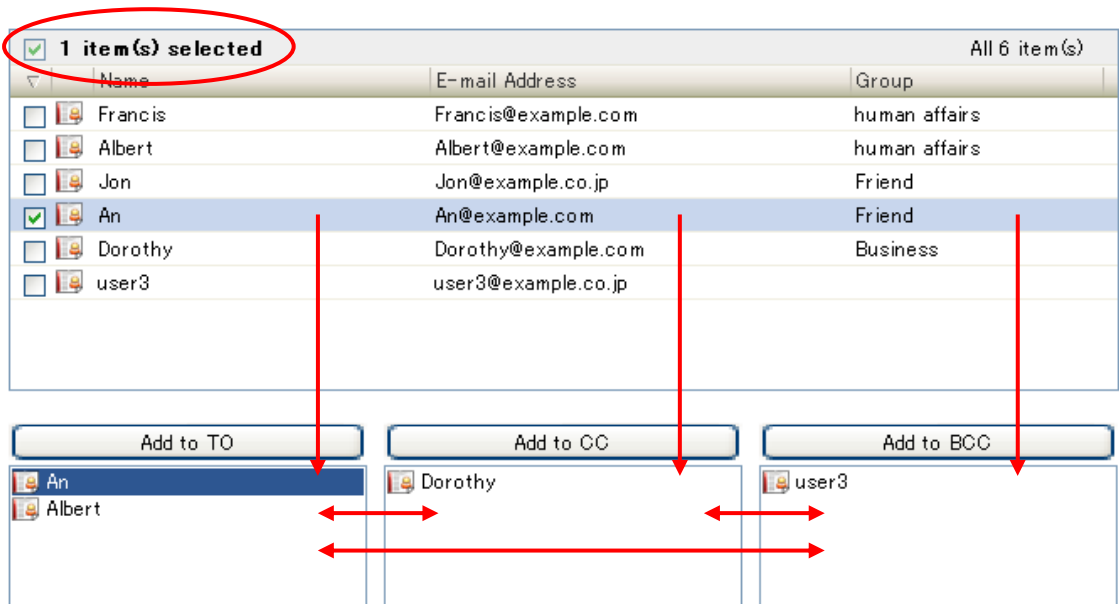 1 item(s) selected All 6 item(s)
Name E-mail Address Group
Francis Francis@example.com human affairs
Albert Albert@example.com human affairs
Jon Jon@example.co.jp Friend
An An@example.com Friend
Dorothy Dorothy@example.com Business
user3 user3@example.co.jp
Add to TO Add to CC Add to BCC
An Dorothy user3
Albert